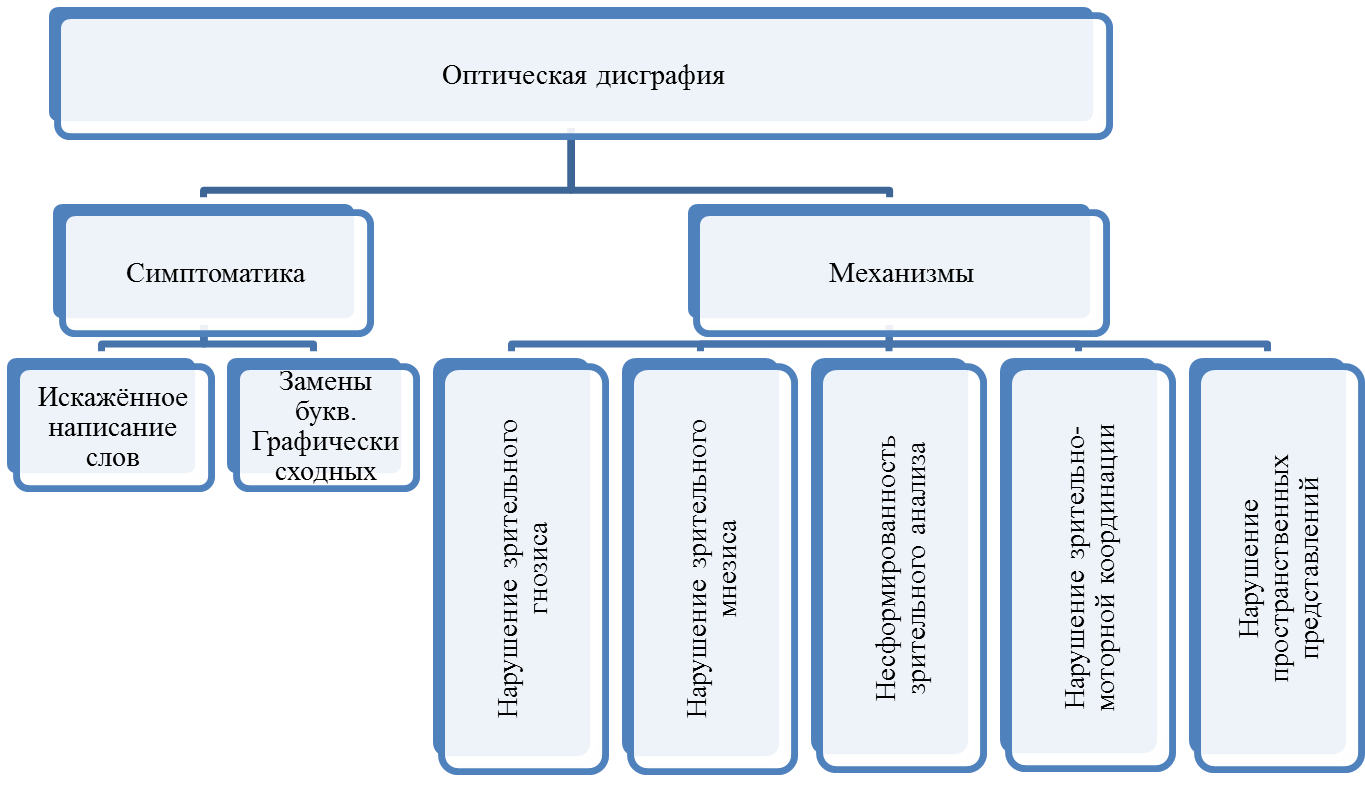 Оптическая дисграфия
Симптоматика
Механизмы
Искажённое
написание
слов
Замены
букв.
Графически
сходных
Нарушение зрительного
гнозиса
Нарушение зрительного
мнезиса
Несформированность
зрительного анализа
Нарушение зрительно-
моторной координации
Нарушение
пространственных
представлений